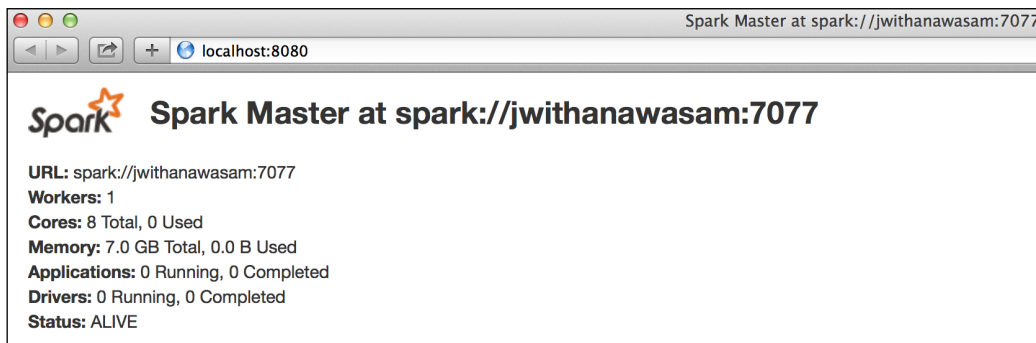 Spark Master at spark://jwithanawasam:7077
localhost:8080
Spark
Spark Master at spark://jwithanawasam:7077
URL: spark://jwithanawasam:7077
Workers: 1
Cores: 8 Total, 0 Used
Memory: 7.0 GB Total, 0.0 B Used
Applications: 0 Running, 0 Completed
Drivers: 0 Running, 0 Completed
Status: ALIVE